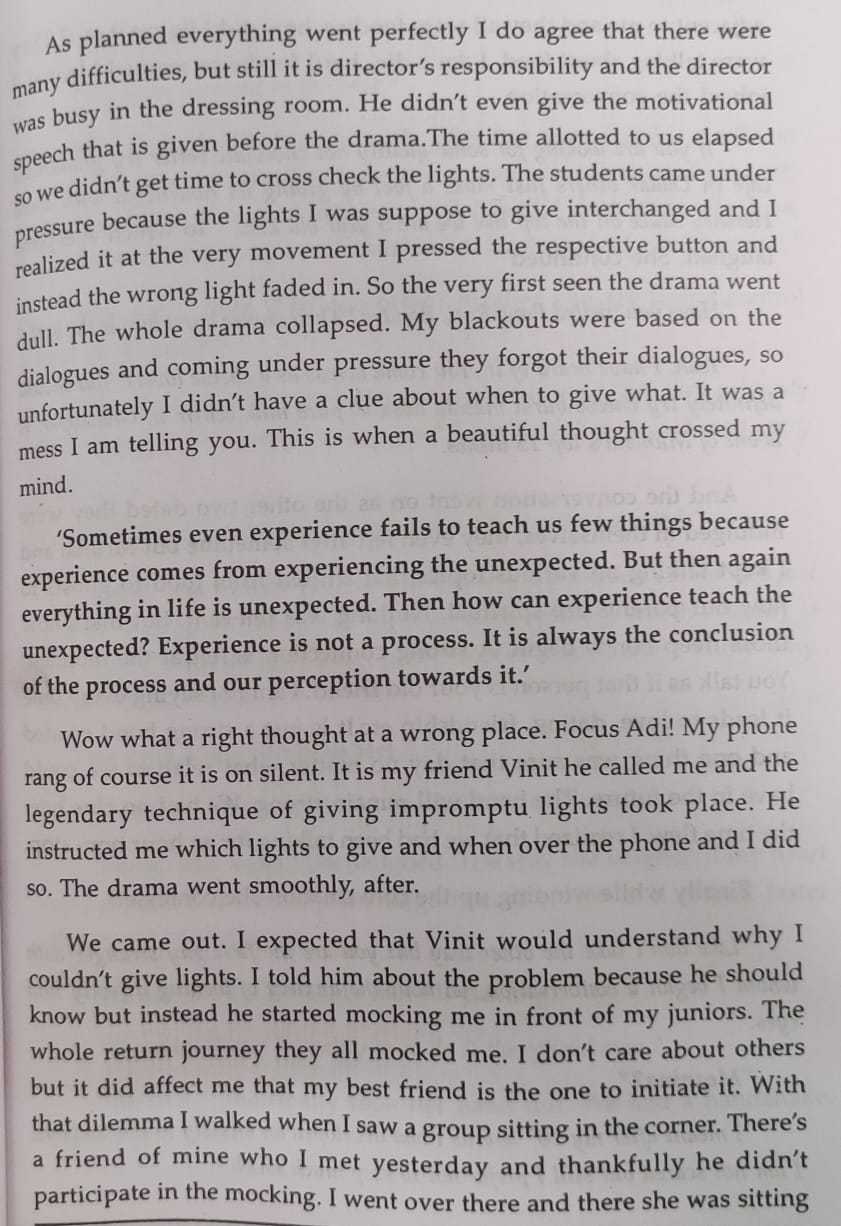 As planned everything went perfectly I do agree that there were
many difficulties, but still it is director's responsibility and the director
was busy in the dressing room. He didn't even give the motivational
speech that is given before the drama.The time allotted to us elapsed
so we didn't get time to cross check the lights. The students came under
pressure because the lights I was suppose to give interchanged and I
realized it at the very movement I pressed the respective button and
instead the wrong light faded in. So the very first seen the drama went
dull. The whole drama collapsed. My blackouts were based on the
dialogues and coming under pressure they forgot their dialogues, so
unfortunately I didn't have a clue about when to give what. It was a
mess I am telling you. This is when a beautiful thought crossed my
mind.
'Sometimes even experience fails to teach us few things because
experience comes from experiencing the unexpected. But then again
everything in life is unexpected. Then how can experience teach the
unexpected? Experience is not a process. It is always the conclusion
of the process and our perception towards it.'
Wow what a right thought at a wrong place. Focus Adi! My phone
rang of course it is on silent. It is my friend Vinit he called me and the
legendary technique of giving impromptu lights took place. He
instructed me which lights to give and when over the phone and I did
so. The drama went smoothly, after.
We came out. I expected that Vinit would understand why I
couldn't give lights. I told him about the problem because he should
know but instead he started mocking me in front of my juniors. The
whole return journey they all mocked me. I don't care about others
but it did affect me that my best friend is the one to initiate it. With
that dilemma I walked when I saw a group sitting in the corner. There's
a friend of mine who I met yesterday and thankfully he didn't
participate in the mocking. I went over there and there she was sitting